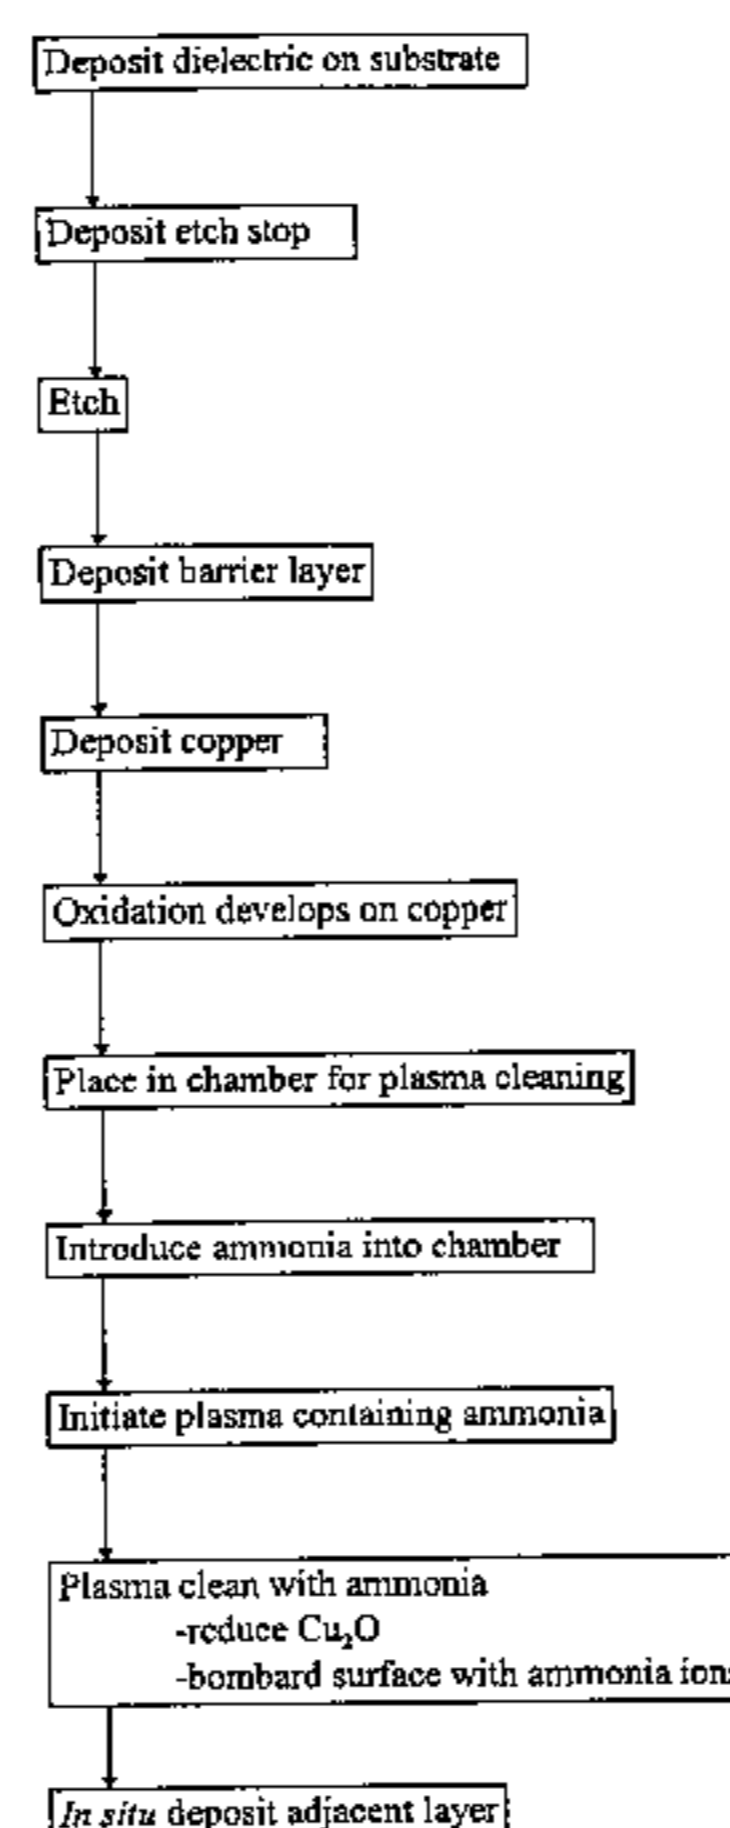 Deposit dielectric on substrate
Deposit etch stop
Etch
Deposit barrier layer
Deposit copper
Oxidation develops on copper
Place in chamber for plasma cleaning
Introduce ammonia into chamber
Initiate plasma containing ammonia
Plasma clean with ammonia
-reduce Cu₂O
-bombard surface with ammonia ions
In situ deposit adjacent layer